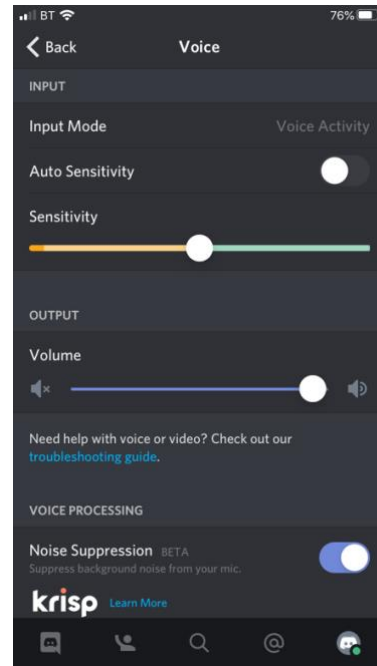 BT 76%
Back Voice
INPUT
Input Mode Voice Activity
Auto Sensitivity
Sensitivity
OUTPUT
Volume
Need help with voice or video? Check out our
troubleshooting guide.
VOICE PROCESSING
Noise Suppression BETA
Suppress background noise from your mic.
krisp Learn More